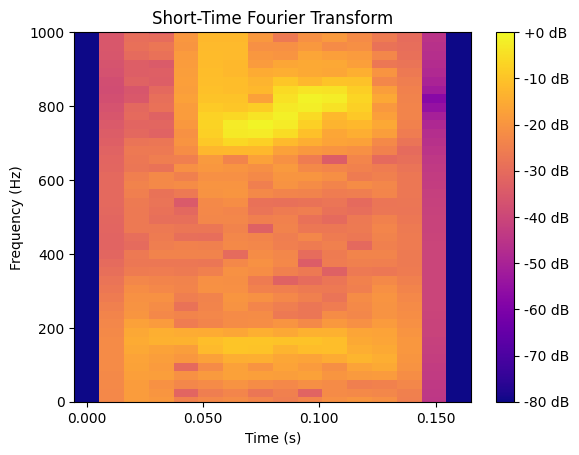 Short-Time Fourier Transform
1000
800
600
400
200
0
Frequency (Hz)
0.000
0.050
0.100
0.150
Time (s)
+0 dB
-10 dB
-20 dB
-30 dB
-40 dB
-50 dB
-60 dB
-70 dB
-80 dB